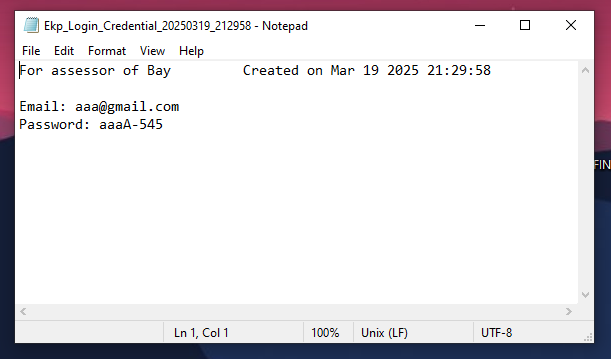 Ekp_Login_Credential_20250319_212958 - Notepad
File Edit Format View Help
For assessor of Bay Created on Mar 19 2025 21:29:58
Email: aaa@gmail.com
Password: aaaA-545
FIN
Ln 1, Col 1 100% Unix (LF) UTF-8